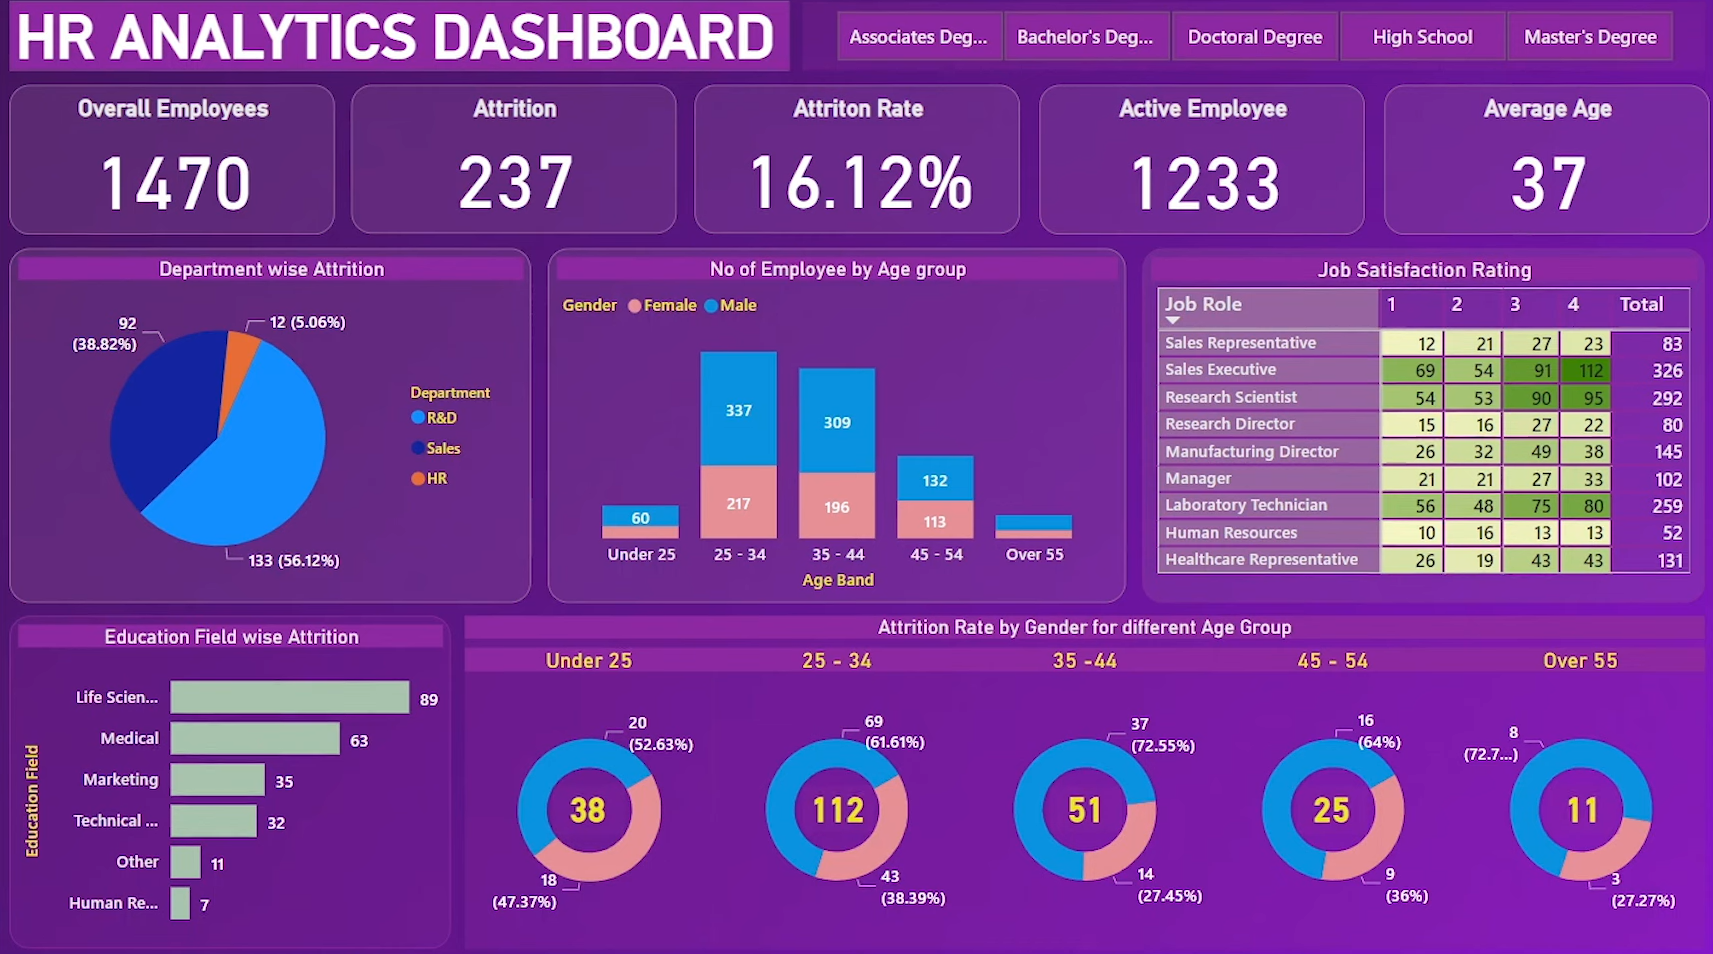 HR ANALYTICS DASHBOARD
Associates Deg...
Bachelor's Deg...
Doctoral Degree
High School
Master's Degree
Overall Employees
1470
Attrition
237
Attriton Rate
16.12%
Active Employee
1233
Average Age
37
Department wise Attrition
92
(38.82%)
12 (5.06%)
133 (56.12%)
Department
R&D
Sales
HR
No of Employee by Age group
Gender Female Male
337
309
132
60
217
196
113
Under 25 25 - 34 35 - 44 45 - 54 Over 55
Age Band
Job Satisfaction Rating
Job Role 1 2 3 4 Total
Sales Representative 12 21 27 23 83
Sales Executive 69 54 91 112 326
Research Scientist 54 53 90 95 292
Research Director 15 16 27 22 80
Manufacturing Director 26 32 49 38 145
Manager 21 21 27 33 102
Laboratory Technician 56 48 75 80 259
Human Resources 10 16 13 13 52
Healthcare Representative 26 19 43 43 131
Education Field wise Attrition
Education Field
Life Scien... 89
Medical 63
Marketing 35
Technical ... 32
Other 11
Human Re... 7
Attrition Rate by Gender for different Age Group
Under 25
20
(52.63%)
38
18
(47.37%)
25 - 34
69
(61.61%)
112
43
(38.39%)
35 -44
37
(72.55%)
51
14
(27.45%)
45 - 54
16
(64%)
25
9
(36%)
Over 55
8
(72.7...)
11
3
(27.27%)